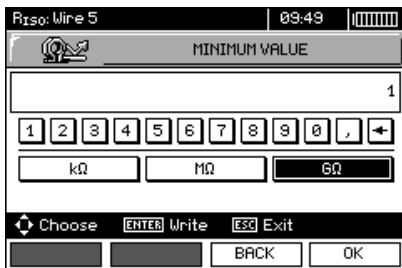 RISO: Wire 5 09:49
MINIMUM VALUE
1
1 2 3 4 5 6 7 8 9 0 ,
kΩ MΩ GΩ
Choose ENTER Write ESC Exit
BACK OK